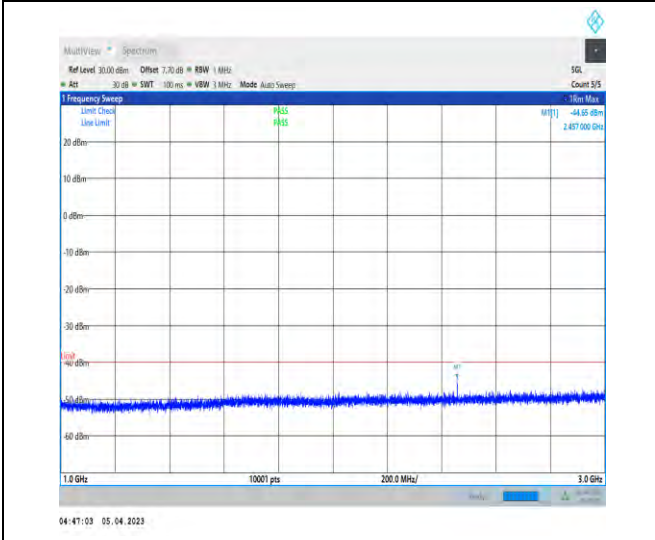 MultiView Spectrum
Ref Level 30.00 dBm Offset 7.70 dB RBW 1 MHz SGL
Att 30 dB SWT 100 ms VBW 3 MHz Mode Auto Sweep Count 5/5
1 Frequency Sweep 1Rm Max
Limit Check PASS M1[1] -44.65 dBm
Line Limit PASS 2.457 000 GHz
20 dBm
10 dBm
0 dBm
-10 dBm
-20 dBm
-30 dBm
Limit
-40 dBm
M1
-50 dBm
-60 dBm
1.0 GHz 10001 pts 200.0 MHz/ 3.0 GHz
04:47:03 05.04.2023